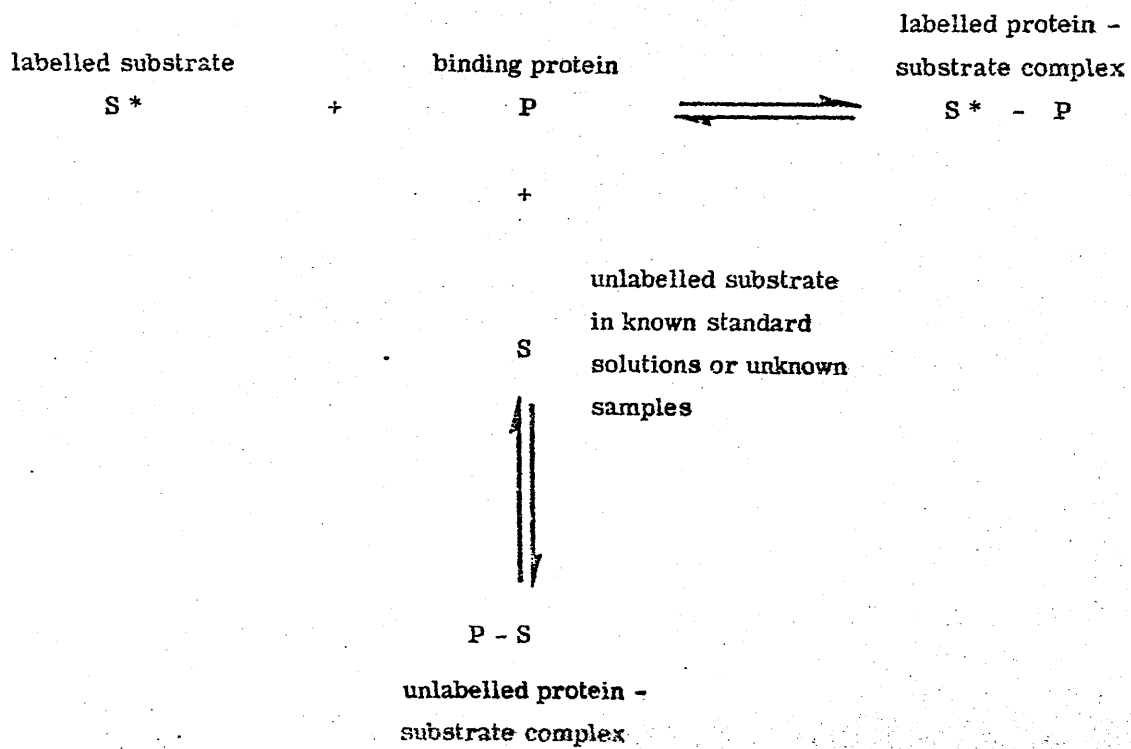 labelled substrate
binding protein
labelled protein -
substrate complex
S * + P S * - P
+
S
unlabelled substrate
in known standard
solutions or unknown
samples
P - S
unlabelled protein -
substrate complex